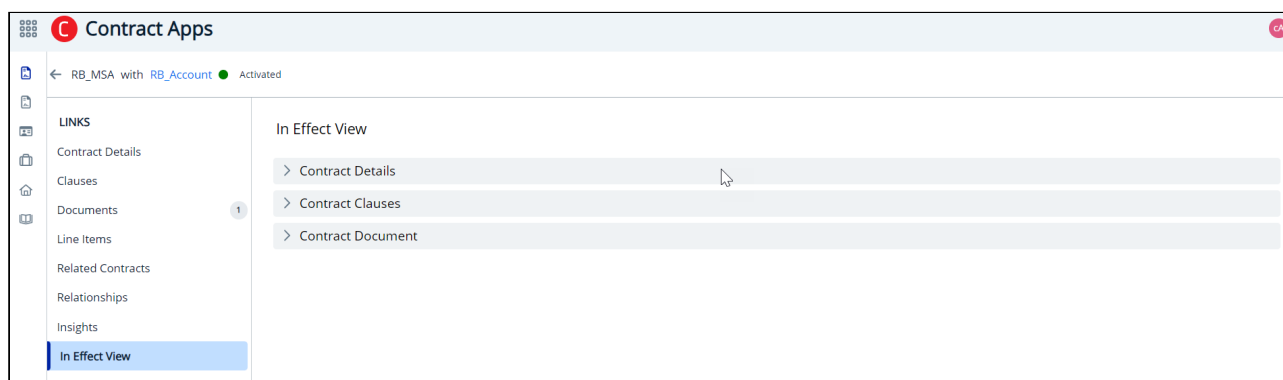 C Contract Apps
CA
RB_MSA with RB_Account Activated
LINKS
Contract Details
Clauses
Documents 1
Line Items
Related Contracts
Relationships
Insights
In Effect View
In Effect View
Contract Details
Contract Clauses
Contract Document